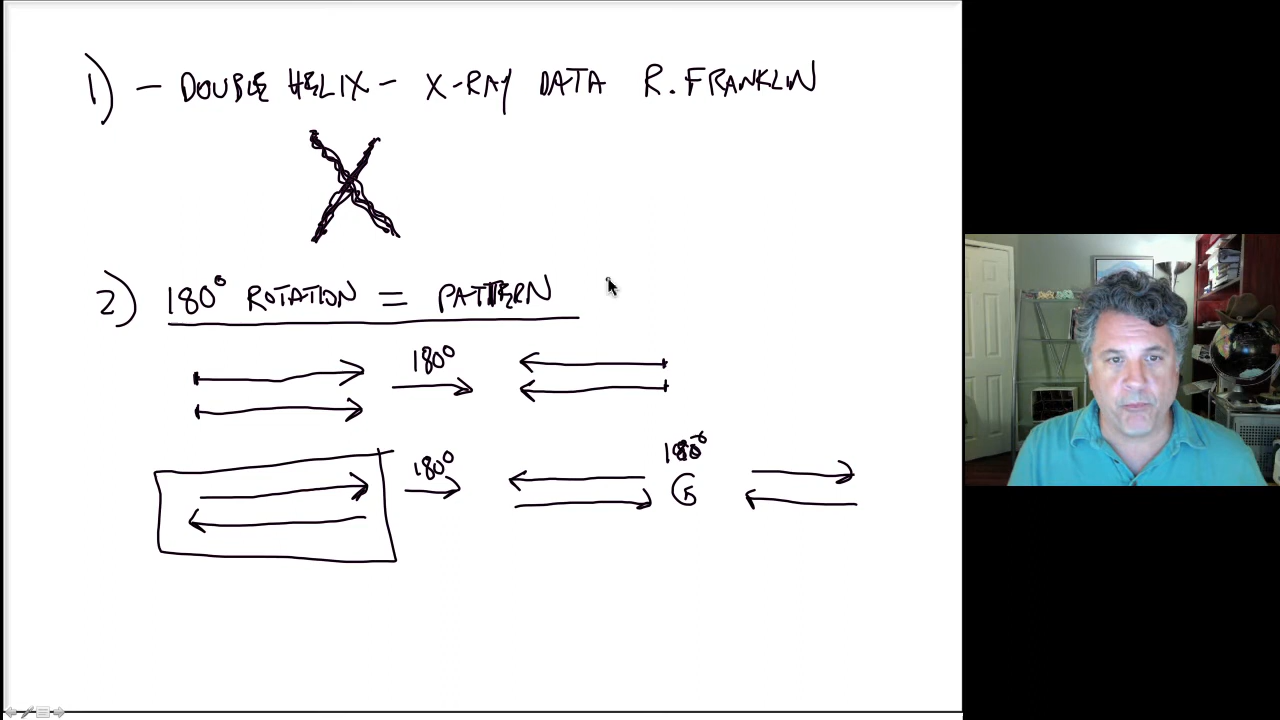 1) - DOUBLE HELIX - X-RAY DATA R. FRANKLIN
2) 180° ROTATION = PATTERN
180°
180°
180°